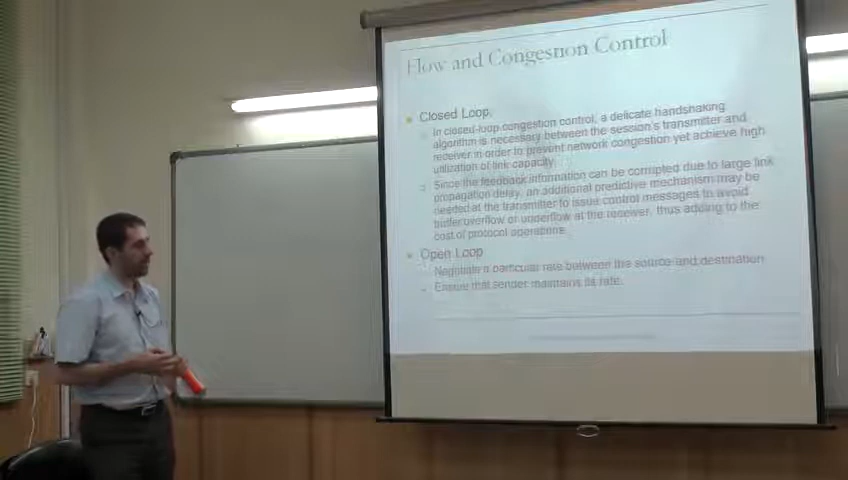 Flow and Congestion Control
Closed Loop.
In closed-loop congestion control, a delicate handshaking
algorithm is necessary between the session's transmitter and
receiver in order to prevent network congestion yet achieve high
utilization of link capacity.
Since the feedback information can be corrupted due to large link
propagation delay, an additional predictive mechanism may be
needed at the transmitter to issue control messages to avoid
buffer overflow or underflow at the receiver, thus adding to the
cost of protocol operations.
Open Loop
Negotiate a particular rate between the source and destination
Ensure that sender maintains its rate.